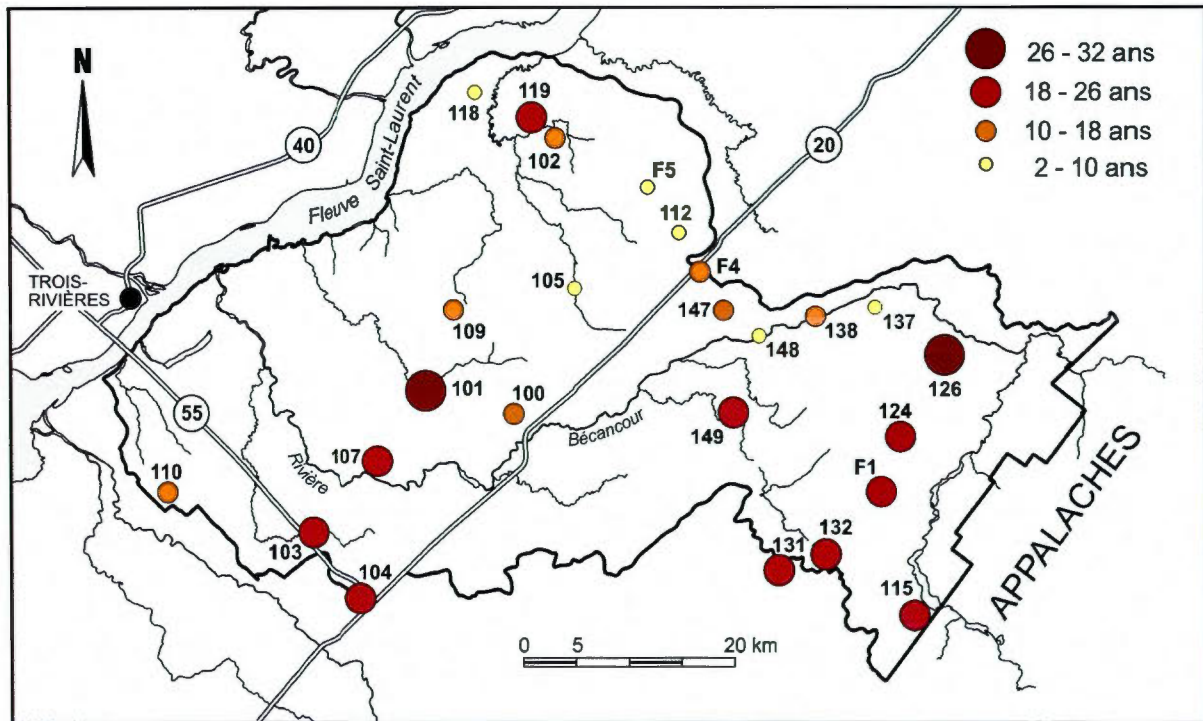 N
26 - 32 ans
18 - 26 ans
10 - 18 ans
2 - 10 ans
40
Fleuve Saint-Laurent
118
119
102
20
F5
112
TROIS-
RIVIÈRES
105
F4
147
109
138
137
148
101
100
126
55
149
Bécancour
124
107
Rivière
110
F1
103
132
131
104
115
APPALACHES
0 5 20 km